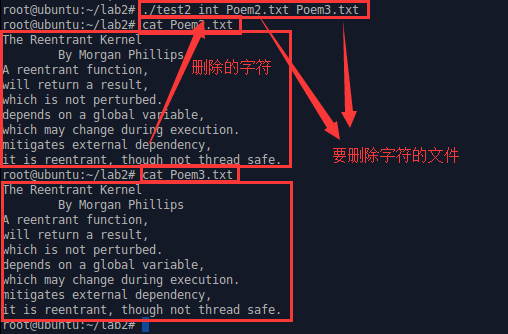 root@ubuntu:~/lab2# ./test2 int Poem2.txt Poem3.txt
root@ubuntu:~/lab2# cat Poem2.txt
The Reentrant Kernel
By Morgan Phillips
A reentrant function,
删除的字符
will return a result,
which is not perturbed.
depends on a global variable,
which may change during execution.
mitigates external dependency,
要删除字符的文件
it is reentrant, though not thread safe.
root@ubuntu:~/lab2# cat Poem3.txt
The Reentrant Kernel
By Morgan Phillips
A reentrant function,
will return a result,
which is not perturbed.
depends on a global variable,
which may change during execution.
mitigates external dependency,
it is reentrant, though not thread safe.
root@ubuntu:~/lab2#